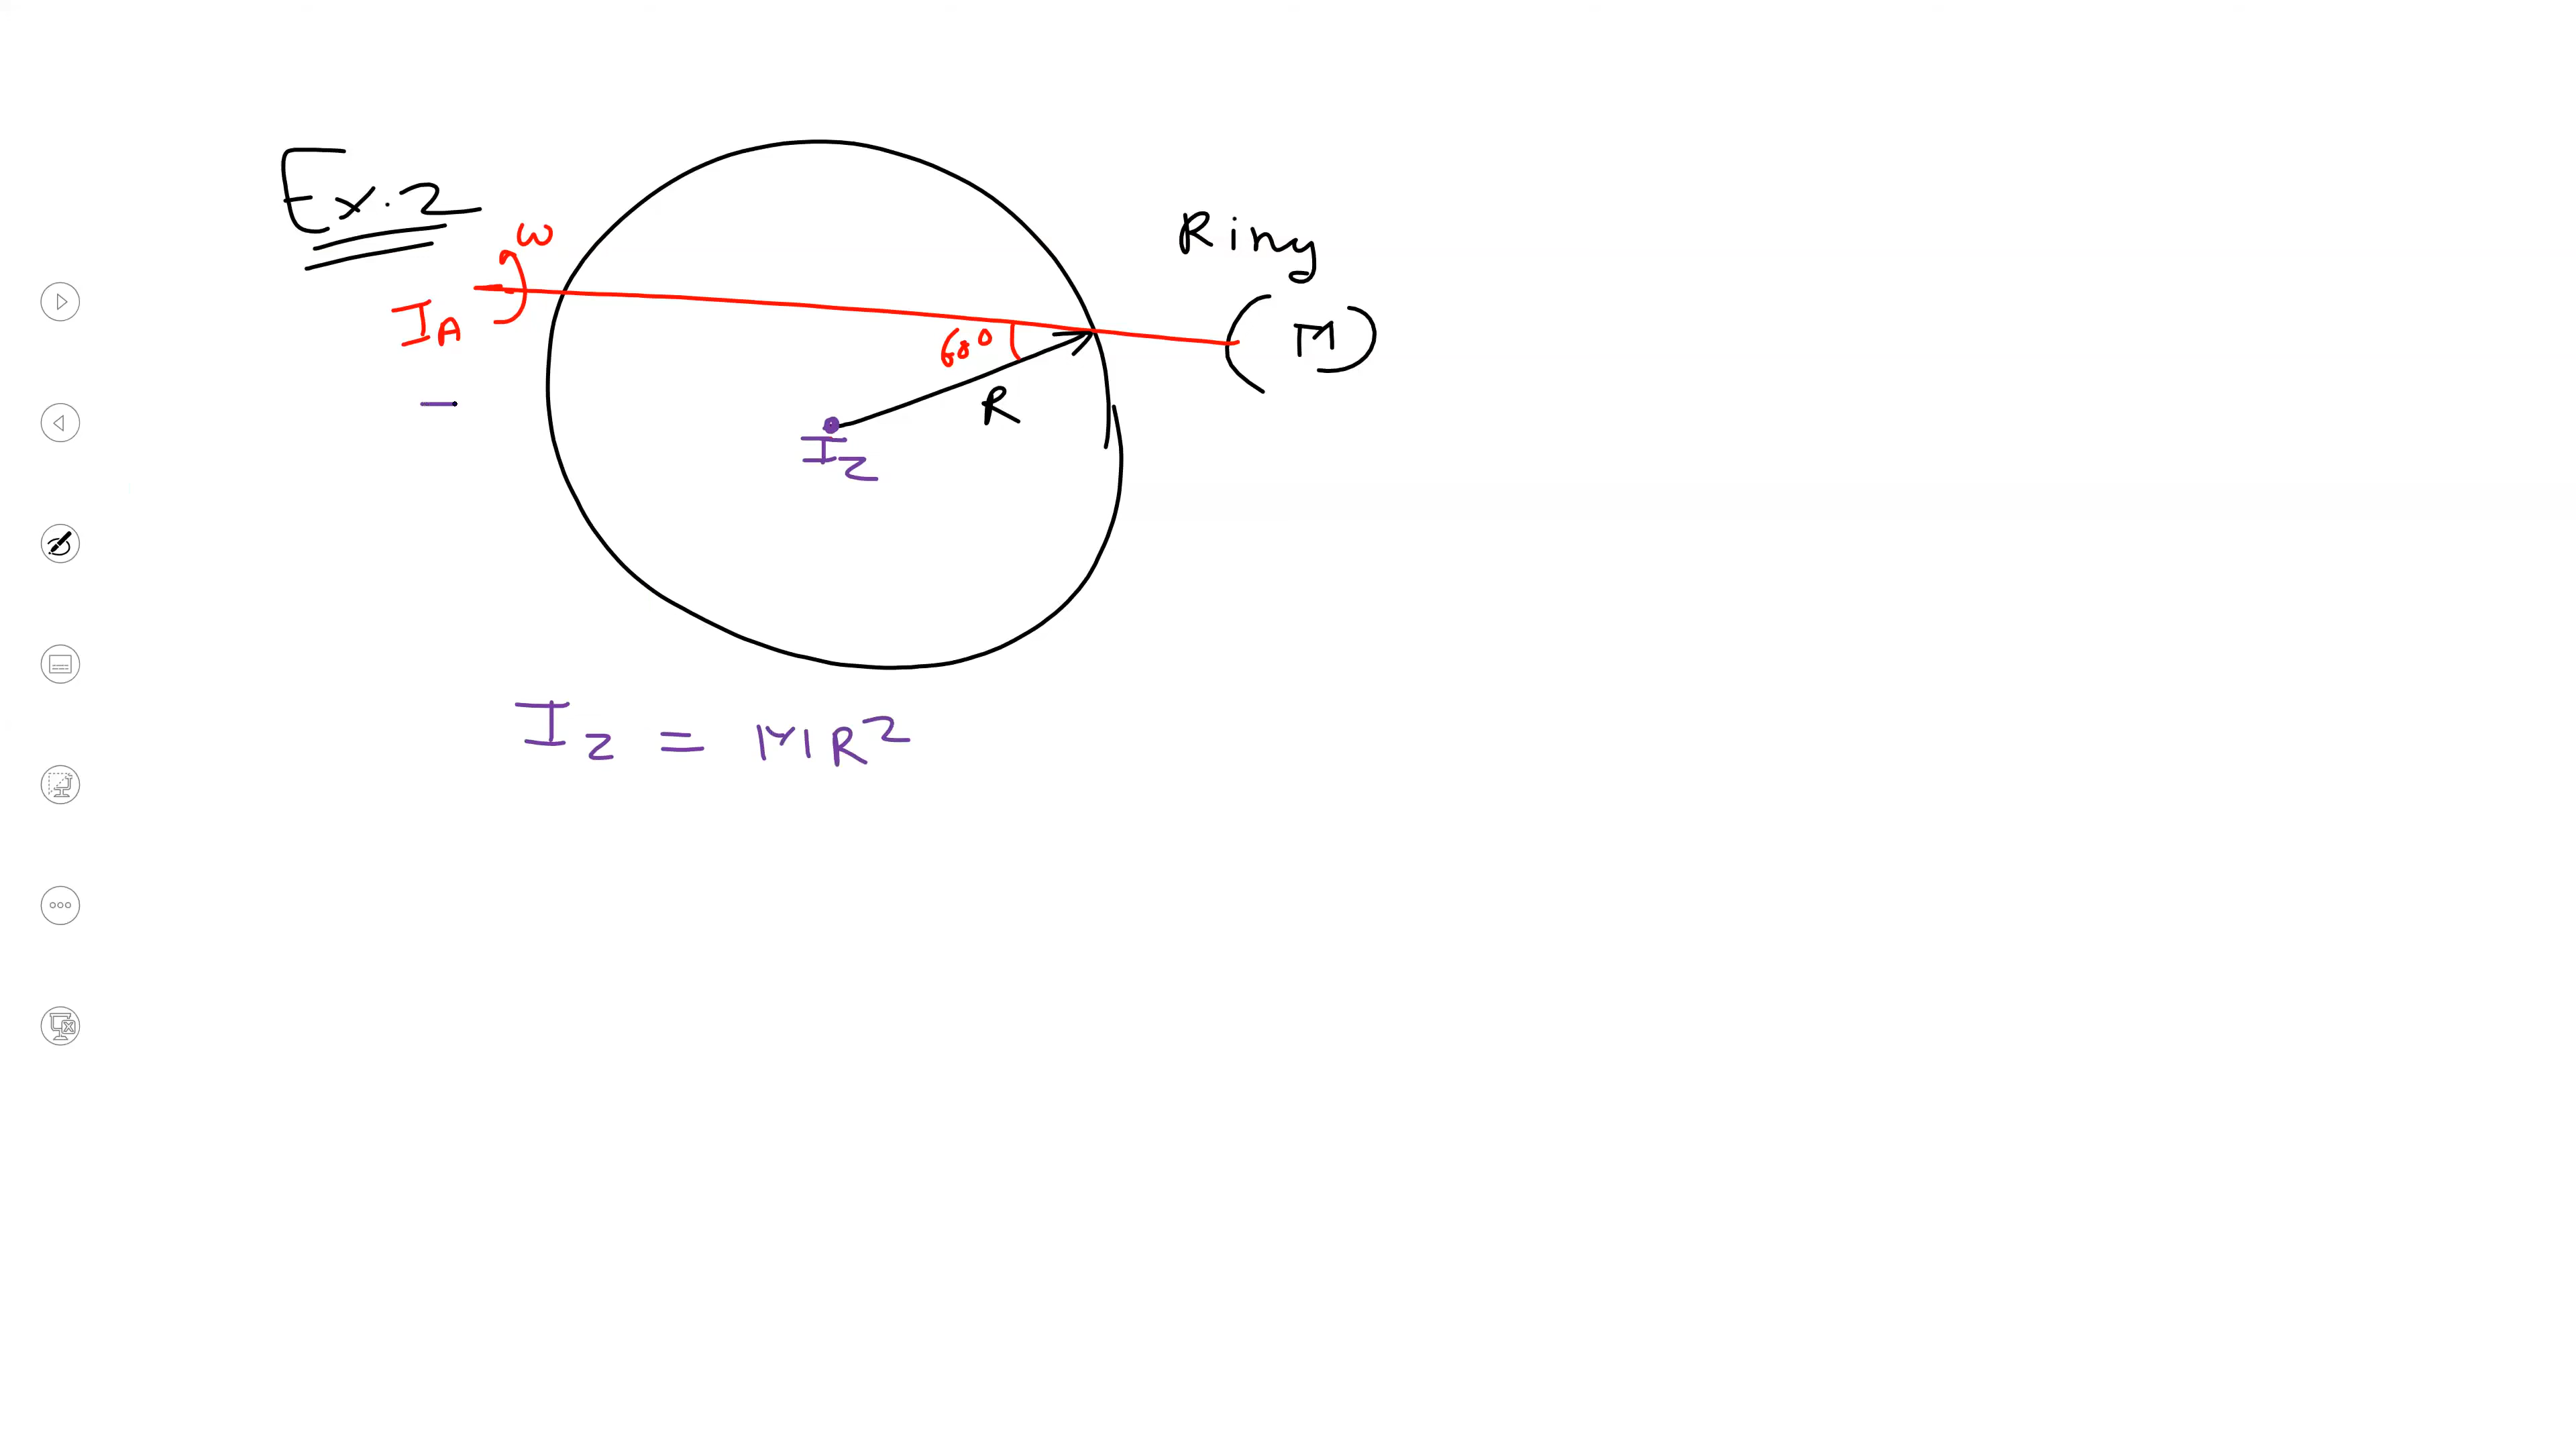 Ex.2
ω
Ring
I_A
(M)
60°
R
I_z
I_z = MR²